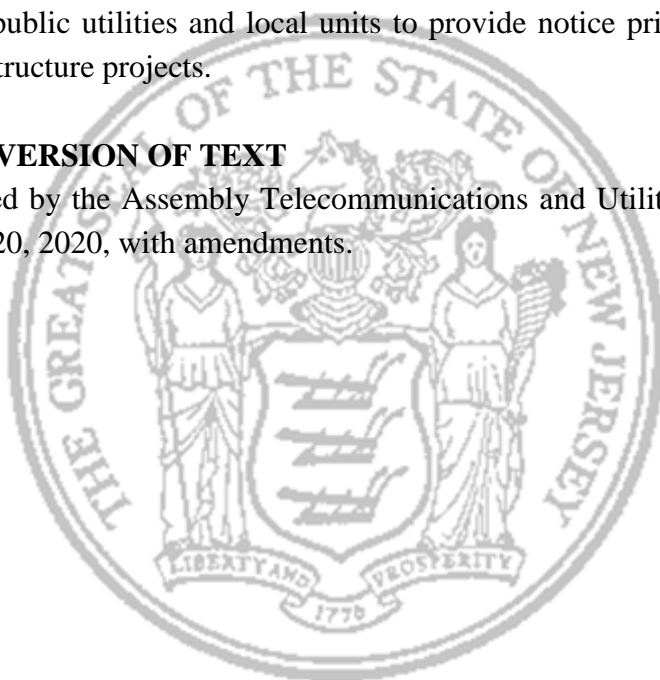 public utilities and local units to provide notice pri
structure projects.
VERSION OF TEXT
ed by the Assembly Telecommunications and Utilit
20, 2020, with amendments.
THE GREAT SEAL OF THE STATE OF NEW JERSEY
LIBERTY AND PROSPERITY
1776